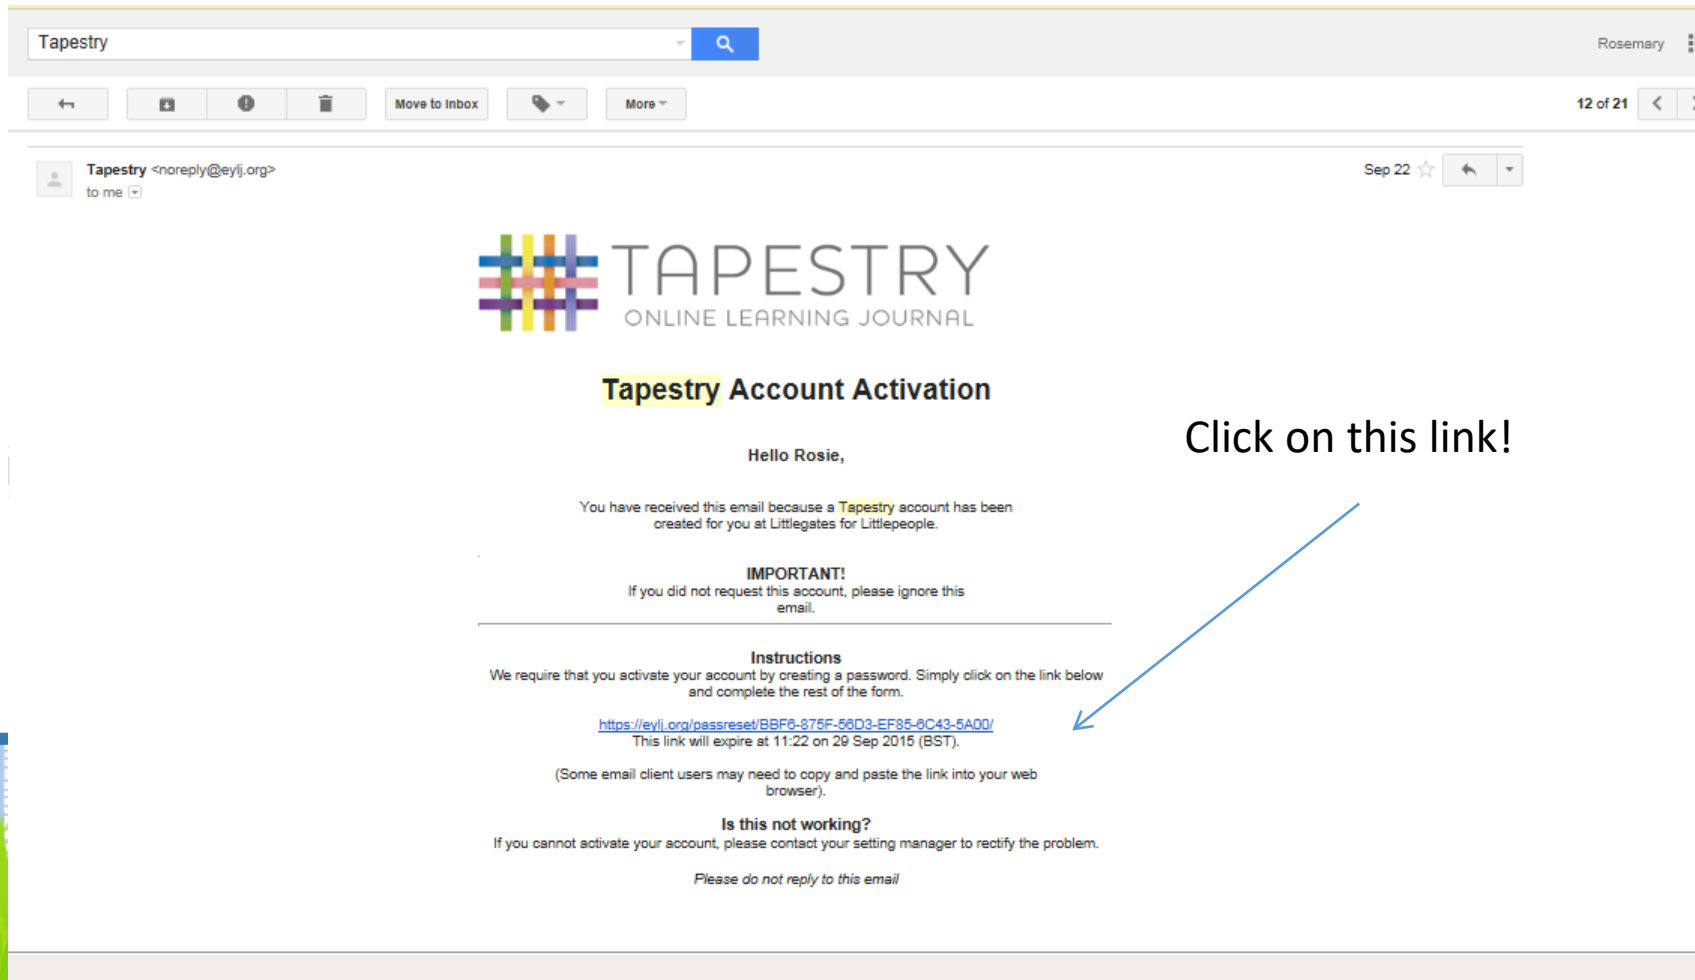 Tapestry
Rosemary
Move to Inbox
More
12 of 21
Tapestry <noreply@eylj.org>
Sep 22
to me
TAPESTRY
ONLINE LEARNING JOURNAL
Tapestry Account Activation
Click on this link!
Hello Rosie,
You have received this email because a Tapestry account has been
created for you at Littlegates for Littlepeople.
IMPORTANT!
If you did not request this account, please ignore this
email.
Instructions
We require that you activate your account by creating a password. Simply click on the link below
and complete the rest of the form.
https://eylj.org/passreset/BBF6-875F-56D3-EF85-6C43-5A00/
This link will expire at 11:22 on 29 Sep 2015 (BST).
(Some email client users may need to copy and paste the link into your web
browser).
Is this not working?
If you cannot activate your account, please contact your setting manager to rectify the problem.
Please do not reply to this email